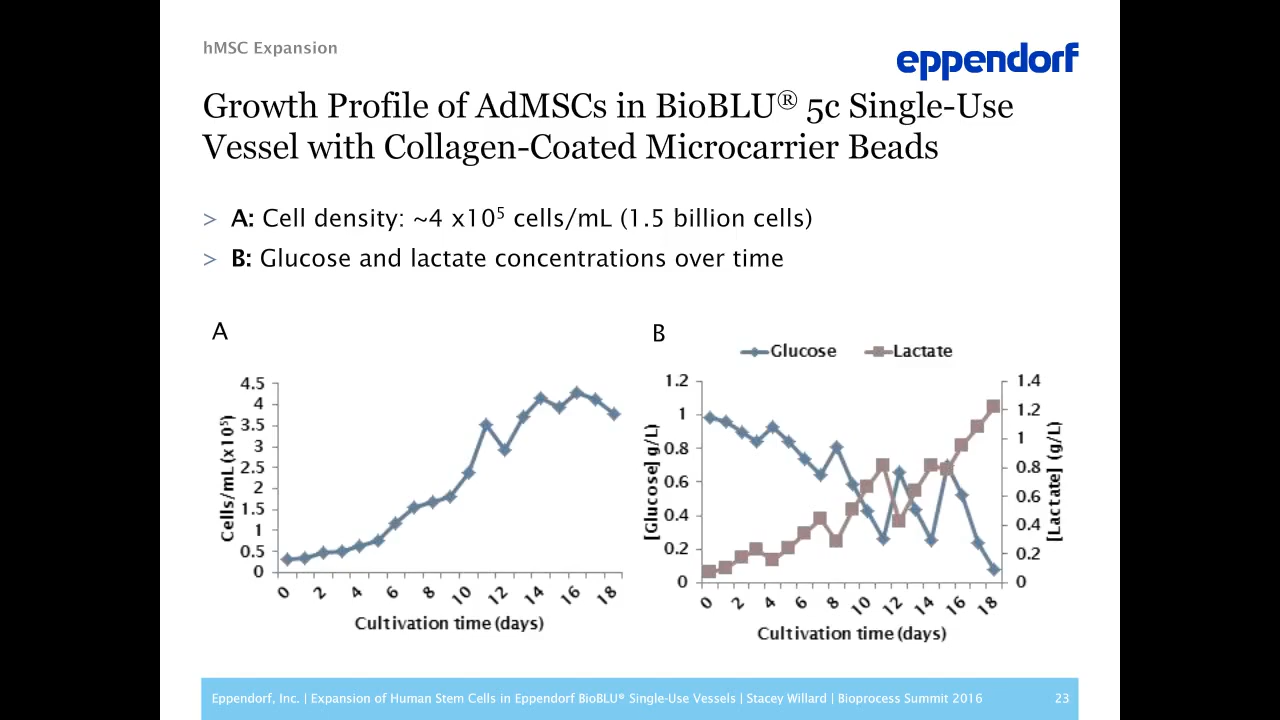 hMSC Expansion
eppendorf
Growth Profile of AdMSCs in BioBLU® 5c Single-Use
Vessel with Collagen-Coated Microcarrier Beads
> A: Cell density: ~4 x10⁵ cells/mL (1.5 billion cells)
> B: Glucose and lactate concentrations over time
A
Cells/mL (x10⁵)
4.5
4
3.5
3
2.5
2
1.5
1
0.5
0
0 2 4 6 8 10 12 14 16 18
Cultivation time (days)
B
Glucose Lactate
[Glucose] g/L)
1.2
1
0.8
0.6
0.4
0.2
0
1.4
1.2
1
0.8
0.6
0.4
0.2
0
[Lactate] (g/L)
0 2 4 6 8 10 12 14 16 18
Cultivation time (days)
Eppendorf, Inc. | Expansion of Human Stem Cells in Eppendorf BioBLU® Single-Use Vessels | Stacey Willard | Bioprocess Summit 2016 23